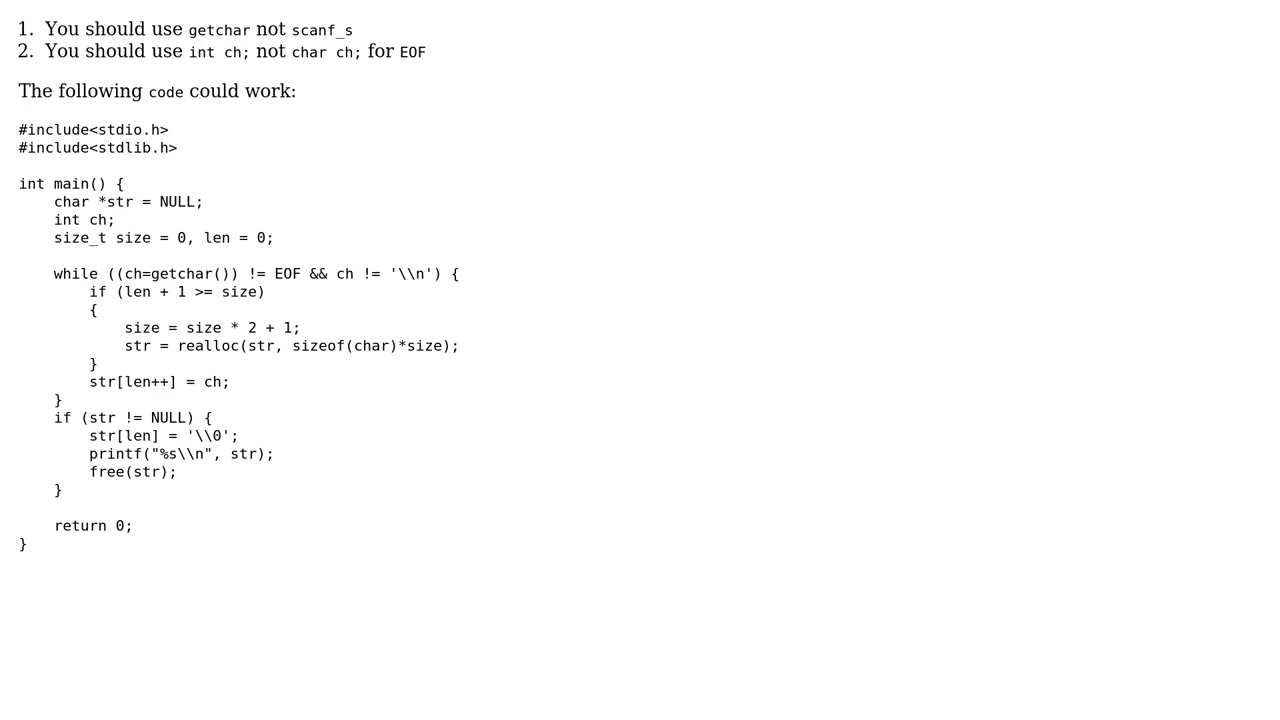 1. You should use getchar not scanf_s
2. You should use int ch; not char ch; for EOF
The following code could work:
#include<stdio.h>
#include<stdlib.h>
int main() {
    char *str = NULL;
    int ch;
    size_t size = 0, len = 0;
    while ((ch=getchar()) != EOF && ch != '\\n') {
        if (len + 1 >= size)
        {
            size = size * 2 + 1;
            str = realloc(str, sizeof(char)*size);
        }
        str[len++] = ch;
    }
    if (str != NULL) {
        str[len] = '\\0';
        printf("%s\\n", str);
        free(str);
    }
    return 0;
}